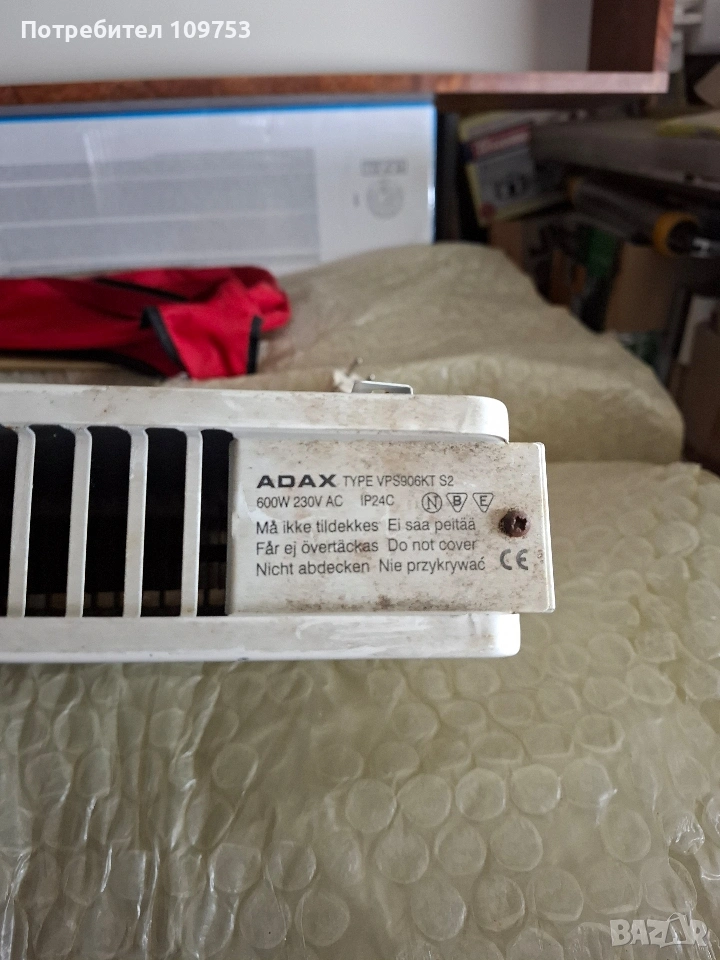 Потребител 109753
ADAX TYPE VPS906KT S2
600W 230V AC IP24C N B E
Må ikke tildekkes Ei saa peittää
Får ej övertäckas Do not cover
Nicht abdecken Nie przykrywać CE
BAZAR